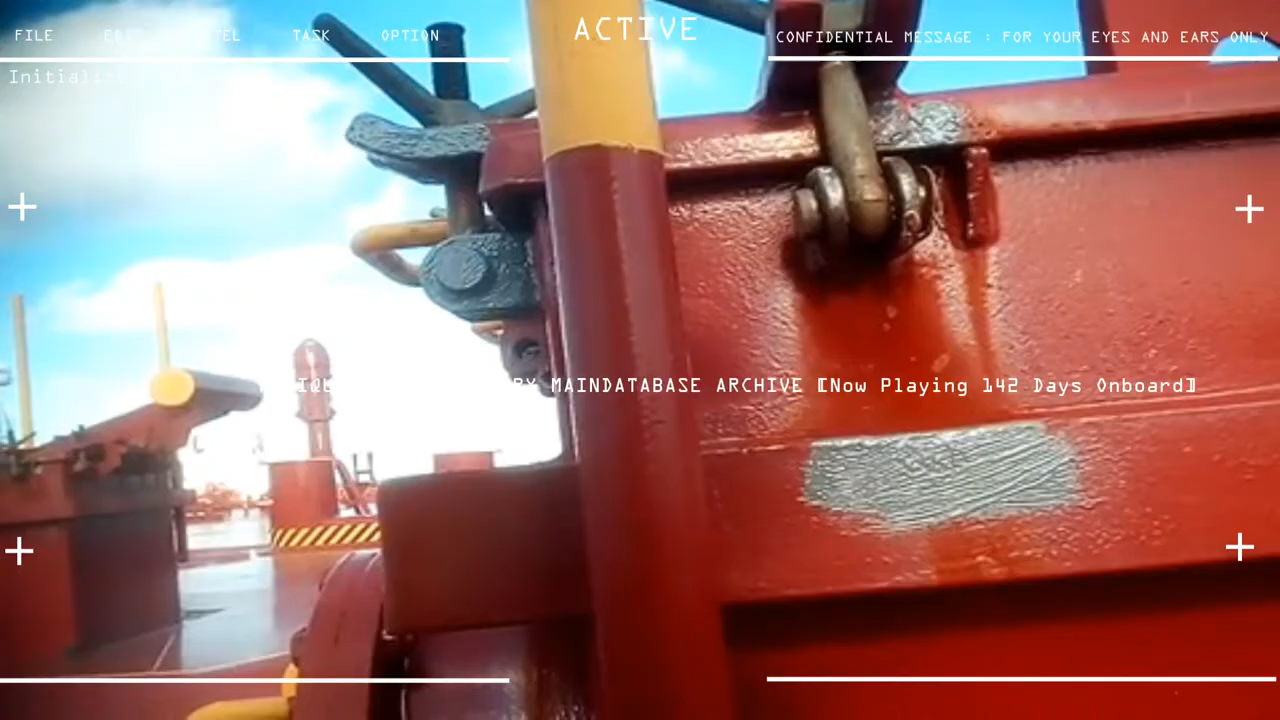 FILE TASK OPTION
ACTIVE
CONFIDENTIAL MESSAGE : FOR YOUR EYES AND EARS ONLY
MAINDATABASE ARCHIVE [Now Playing 142 Days Onboard]